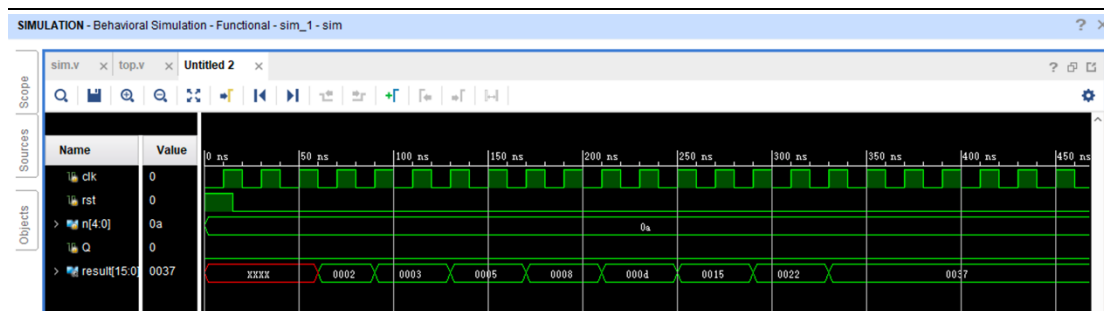 SIMULATION - Behavioral Simulation - Functional - sim_1 - sim
sim.v top.v Untitled 2
Scope
Sources
Objects
Name Value
0 ns 50 ns 100 ns 150 ns 200 ns 250 ns 300 ns 350 ns 400 ns 450 ns
clk 0
rst 0
n[4:0] 0a 0a
Q 0
result[15:0] 0037 XXXX 0002 0003 0005 0008 000d 0015 0022 0037